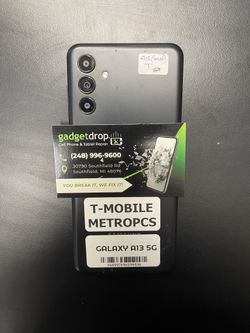 gadgetdrop
Cell Phone & Tablet Repair
(248) 996-9600
30790 Southfield Rd
Southfield, MI 48076
YOU BREAK IT, WE FIX IT!
T-MOBILE
METROPCS
GALAXY A13 5G